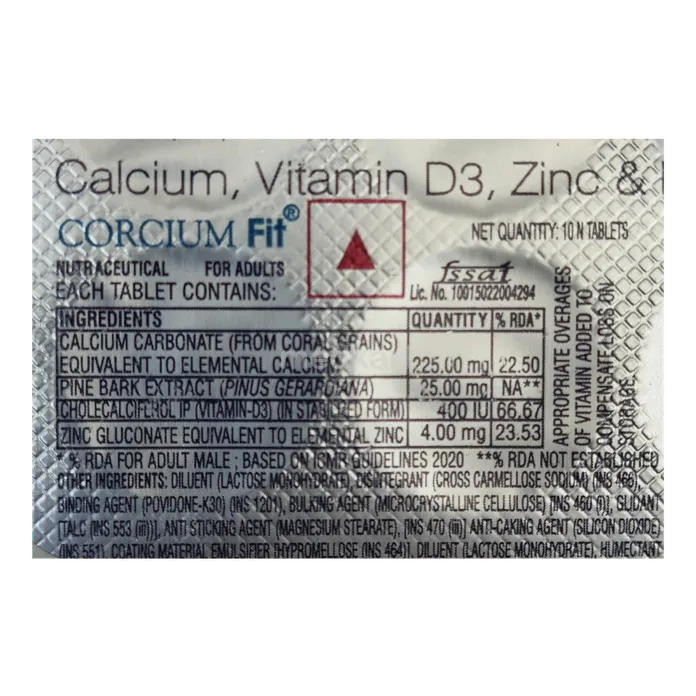 Calcium, Vitamin D3, Zinc &
CORCIUM Fit®
NET QUANTITY: 10 N TABLETS
NUTRACEUTICAL FOR ADULTS
fssai
EACH TABLET CONTAINS:
Lic. No. 10015022004294
INGREDIENTS QUANTITY % RDA*
CALCIUM CARBONATE (FROM CORAL GRAINS)
EQUIVALENT TO ELEMENTAL CALCIUM 225.00 mg 22.50
PINE BARK EXTRACT (PINUS GERARDIANA) 25.00 mg NA**
CHOLECALCIFEROL IP (VITAMIN-D3) (IN STABILIZED FORM) 400 IU 66.67
ZINC GLUCONATE EQUIVALENT TO ELEMENTAL ZINC 4.00 mg 23.53
APPROPRIATE OVERAGES
OF VITAMIN ADDED TO
COMPENSATE LOSS ON
STORAGE
* % RDA FOR ADULT MALE ; BASED ON ICMR GUIDELINES 2020 **% RDA NOT ESTABLISHED
OTHER INGREDIENTS: DILUENT (LACTOSE MONOHYDRATE), DISINTEGRANT (CROSS CARMELLOSE SODIUM) (INS 468),
BINDING AGENT (POVIDONE-K30) (INS 1201), BULKING AGENT (MICROCRYSTALLINE CELLULOSE) [INS 460 (i)], GLIDANT
(TALC (INS 553 (iii)], ANTI STICKING AGENT (MAGNESIUM STEARATE), [INS 470 (iii)] ANTI-CAKING AGENT (SILICON DIOXIDE)
(INS 551), COATING MATERIAL EMULSIFER [HYPROMELLOSE (INS 464)], DILUENT (LACTOSE MONOHYDRATE), HUMECTANT